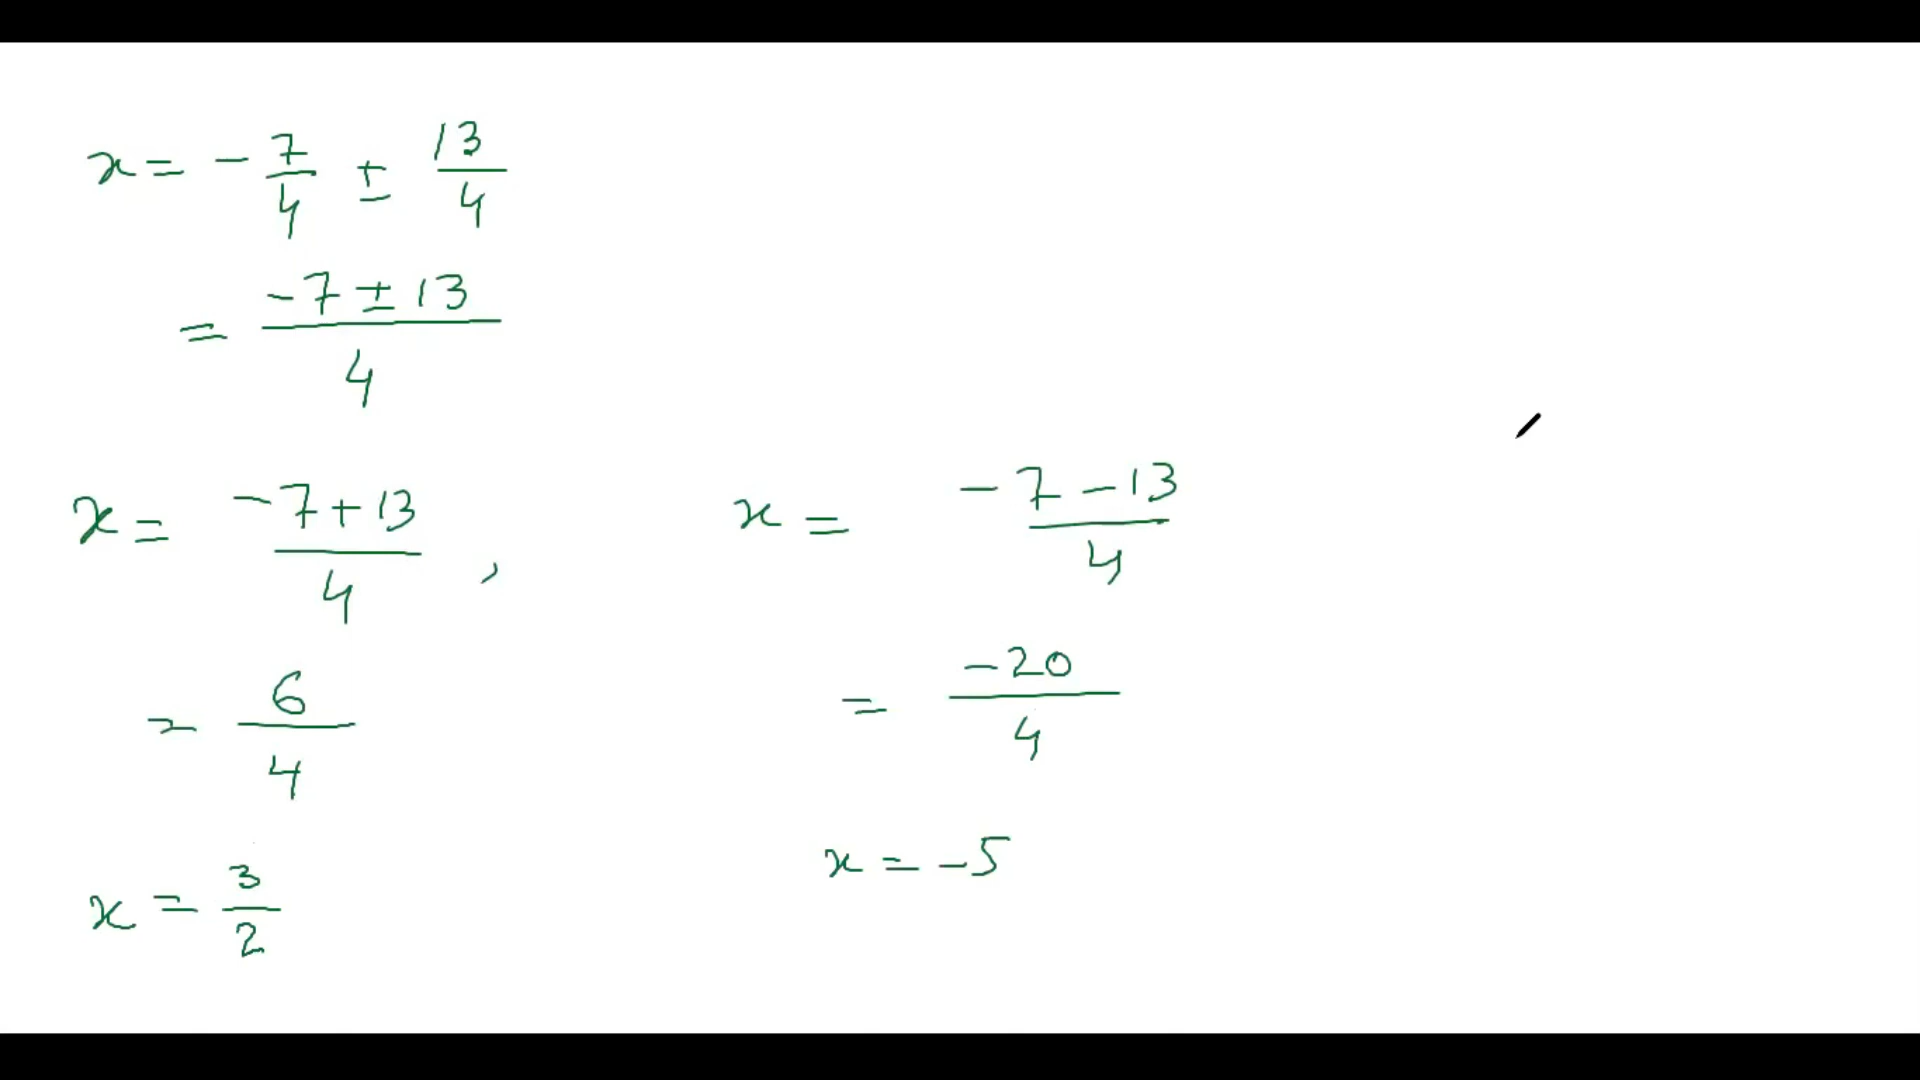 x = - 7/4 ± 13/4
= (-7 ± 13)/4
x = (-7 + 13)/4 , x = (-7 - 13)/4
= 6/4 = -20/4
x = 3/2 x = -5